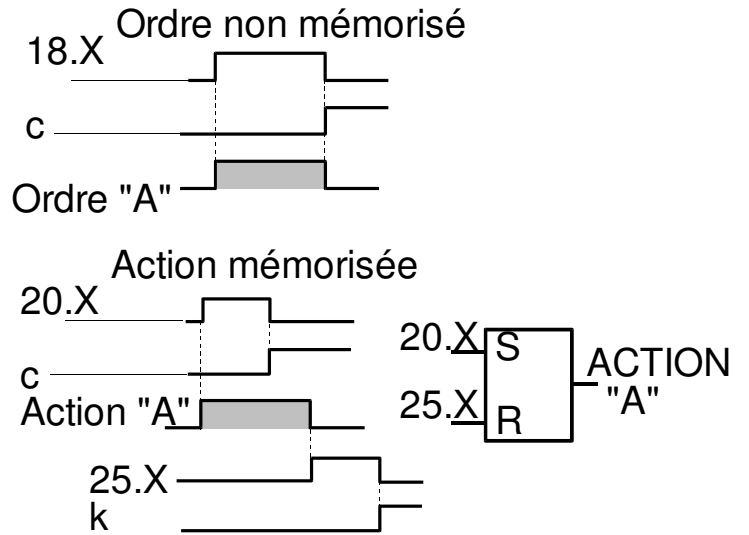 Ordre non mémorisé
18.X
c
Ordre "A"
Action mémorisée
20.X
c
Action "A"
25.X
k
20.X
S
25.X
R
ACTION
"A"